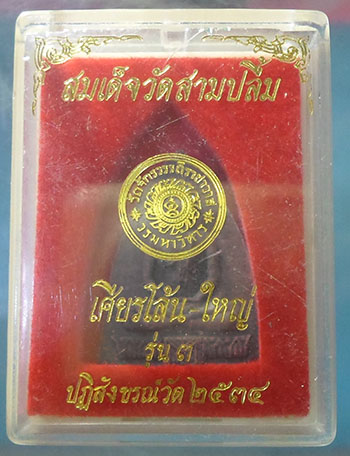 สมเด็จวัดสามปลื้ม
วัดจักรวรรดิราชาวาส
วรมหาวิหาร
เศียรโล้น ใหญ่
รุ่น ๓
ปฏิสังขรณ์วัด ๒๕๓๔